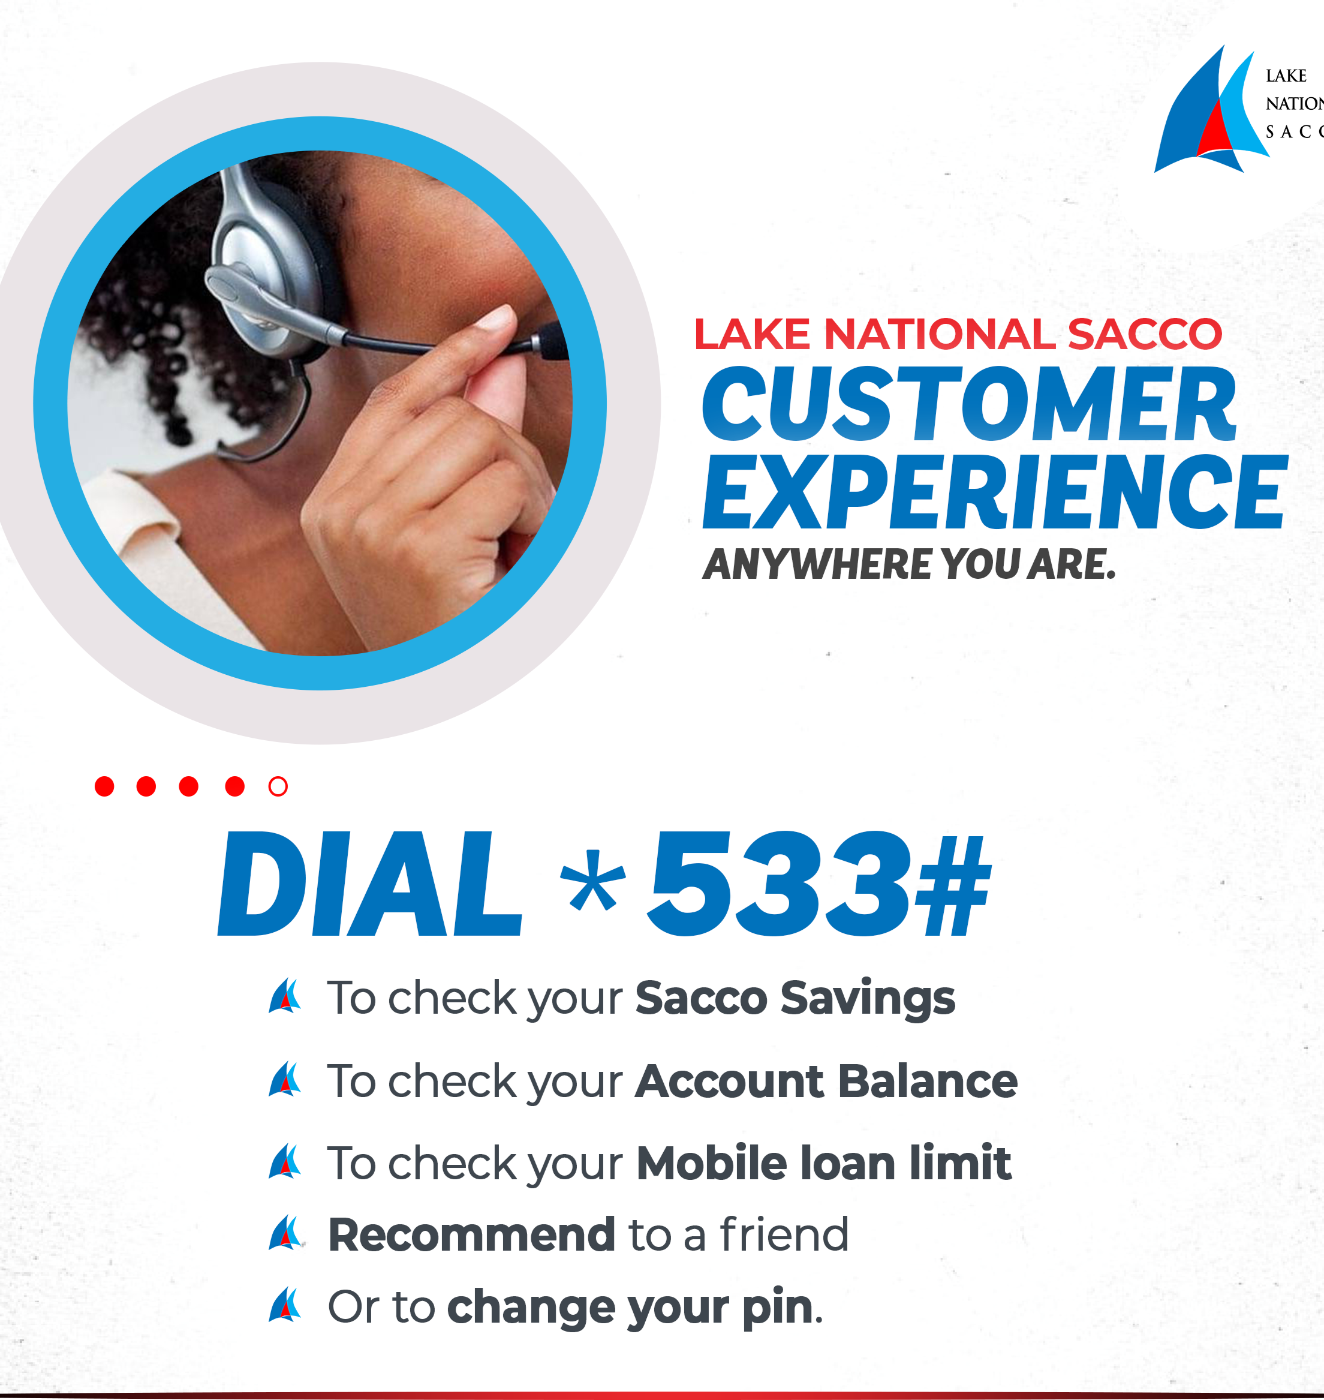 LAKE
SACCO
LAKE NATIONAL SACCO
CUSTOMER
EXPERIENCE
ANYWHERE YOU ARE.
DIAL *533#
To check your Sacco Savings
To check your Account Balance
To check your Mobile loan limit
Recommend to a friend
Or to change your pin.